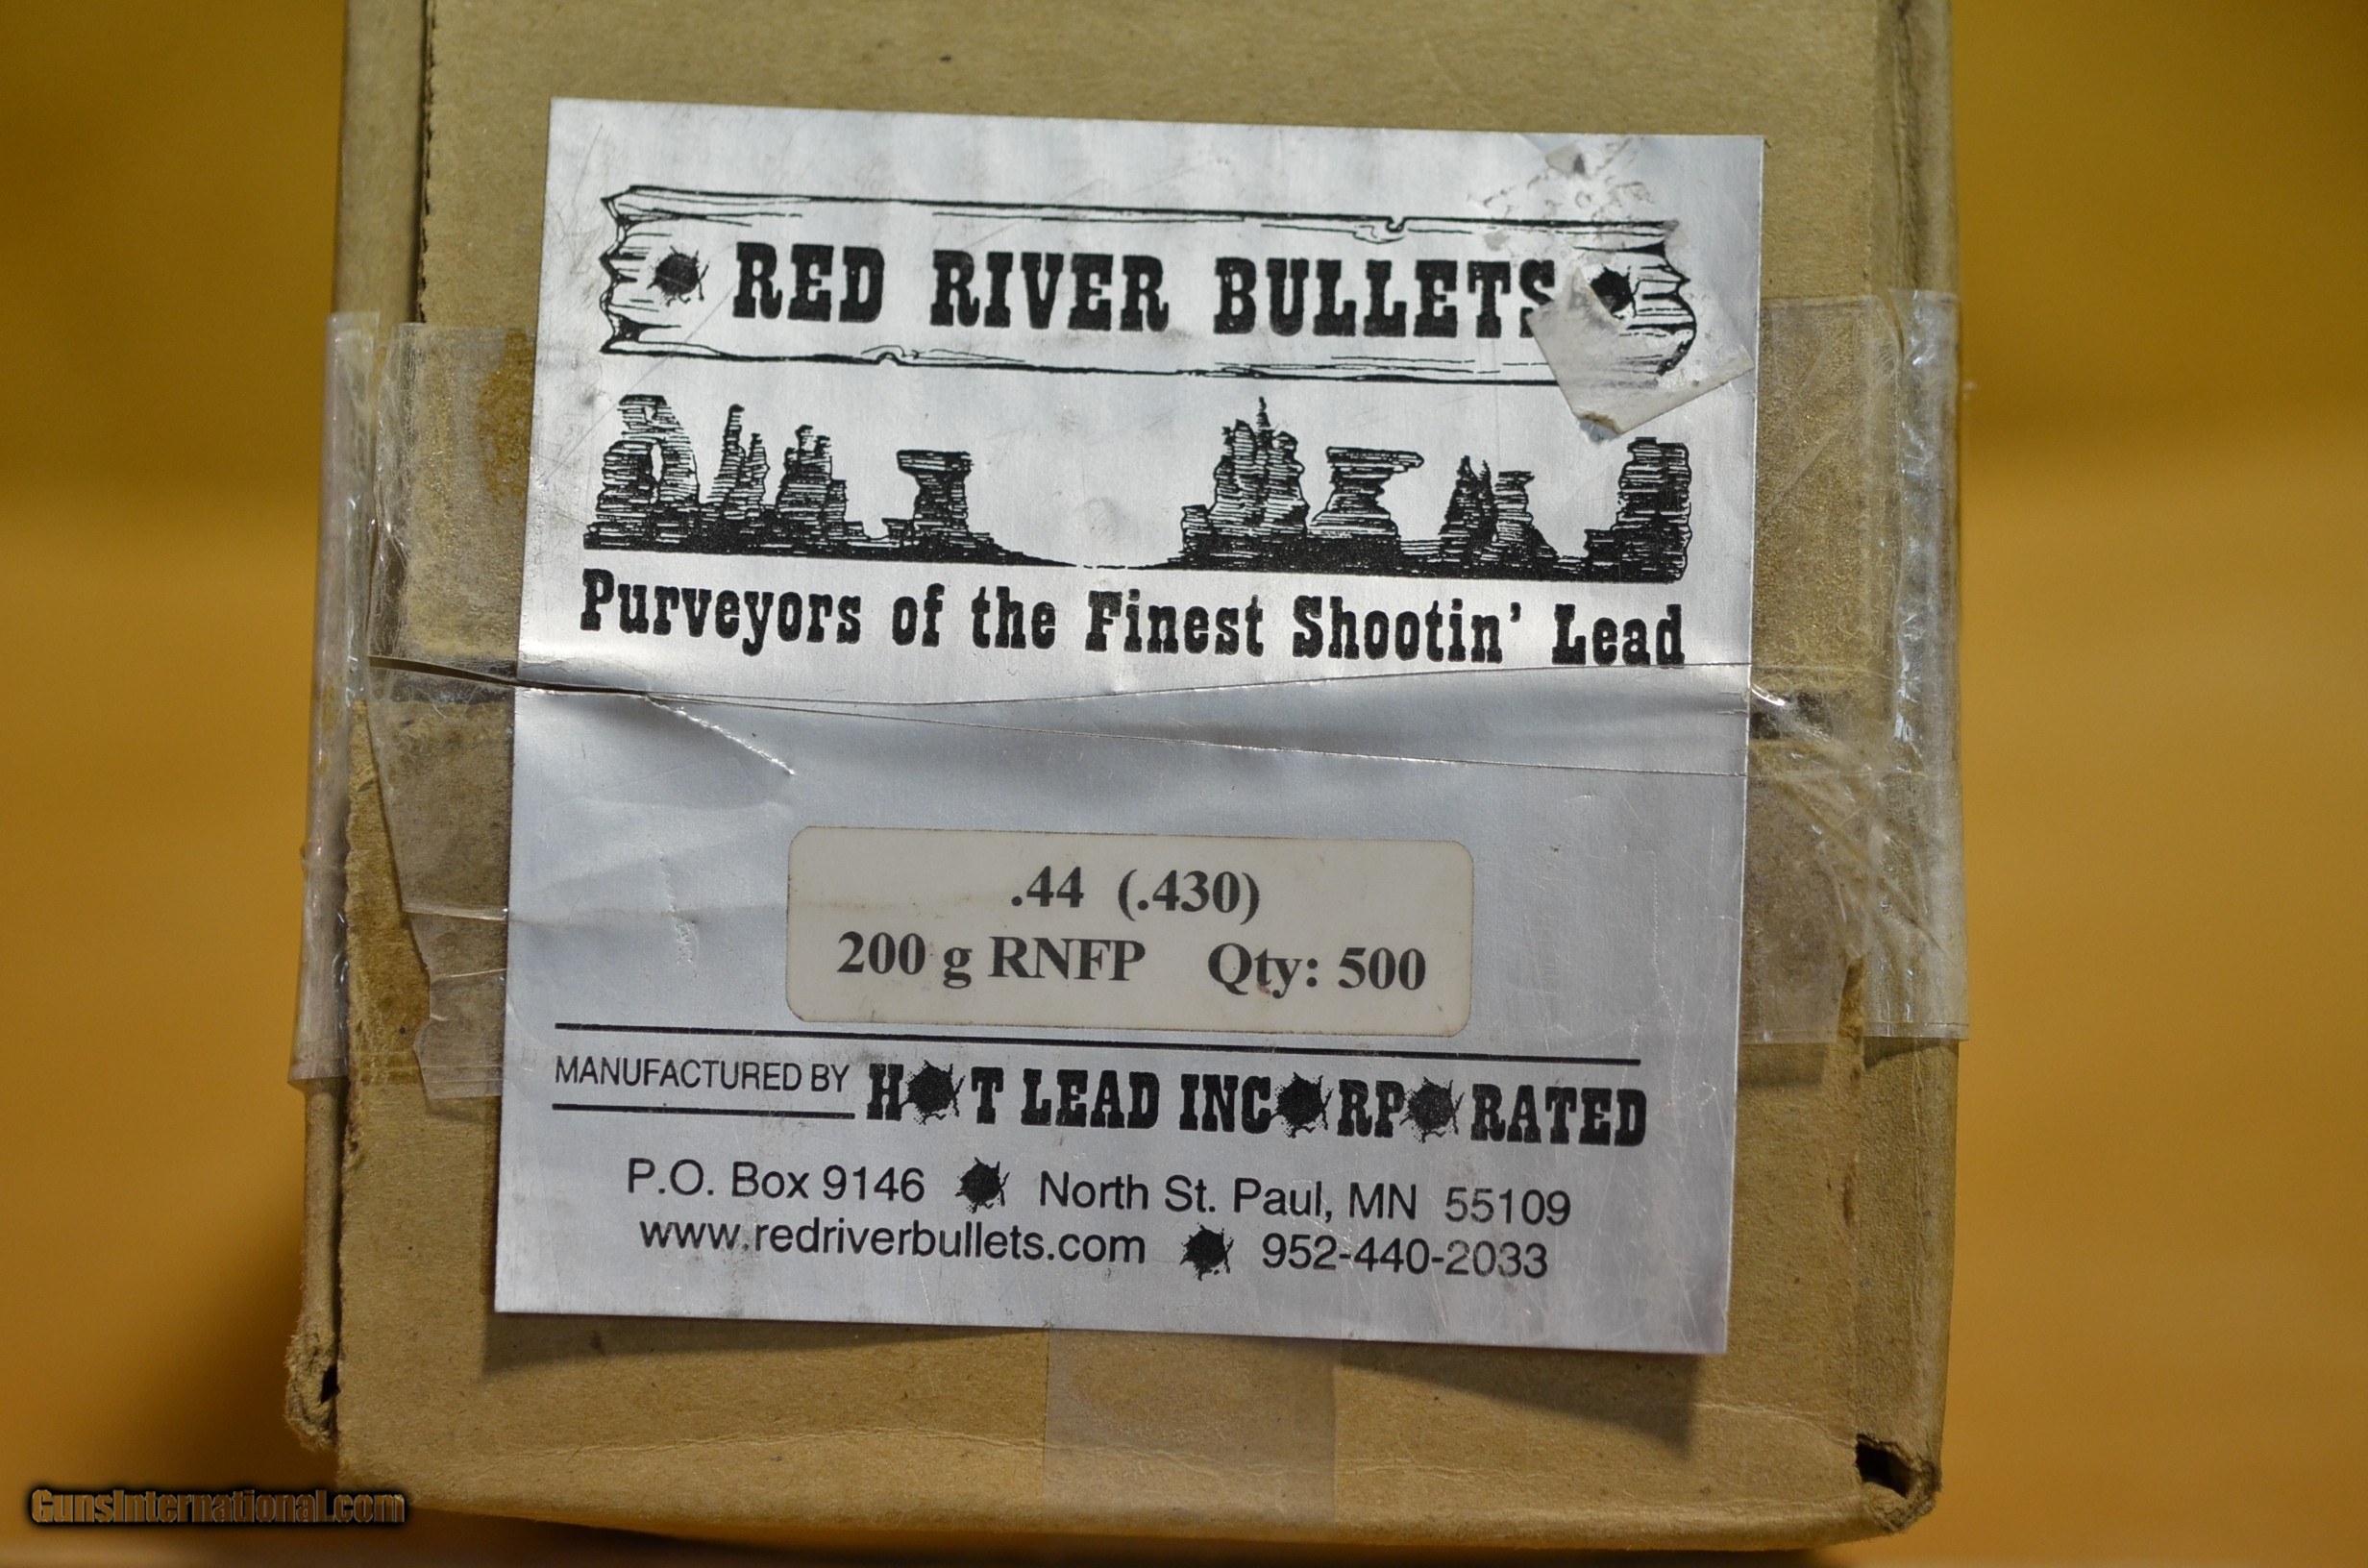 RED RIVER BULLETS
Purveyors of the Finest Shootin' Lead
.44 (.430)
200 g RNFP Qty: 500
MANUFACTURED BY HOT LEAD INCORPORATED
P.O. Box 9146 North St. Paul, MN 55109
www.redriverbullets.com 952-440-2033
GunsInternational.com